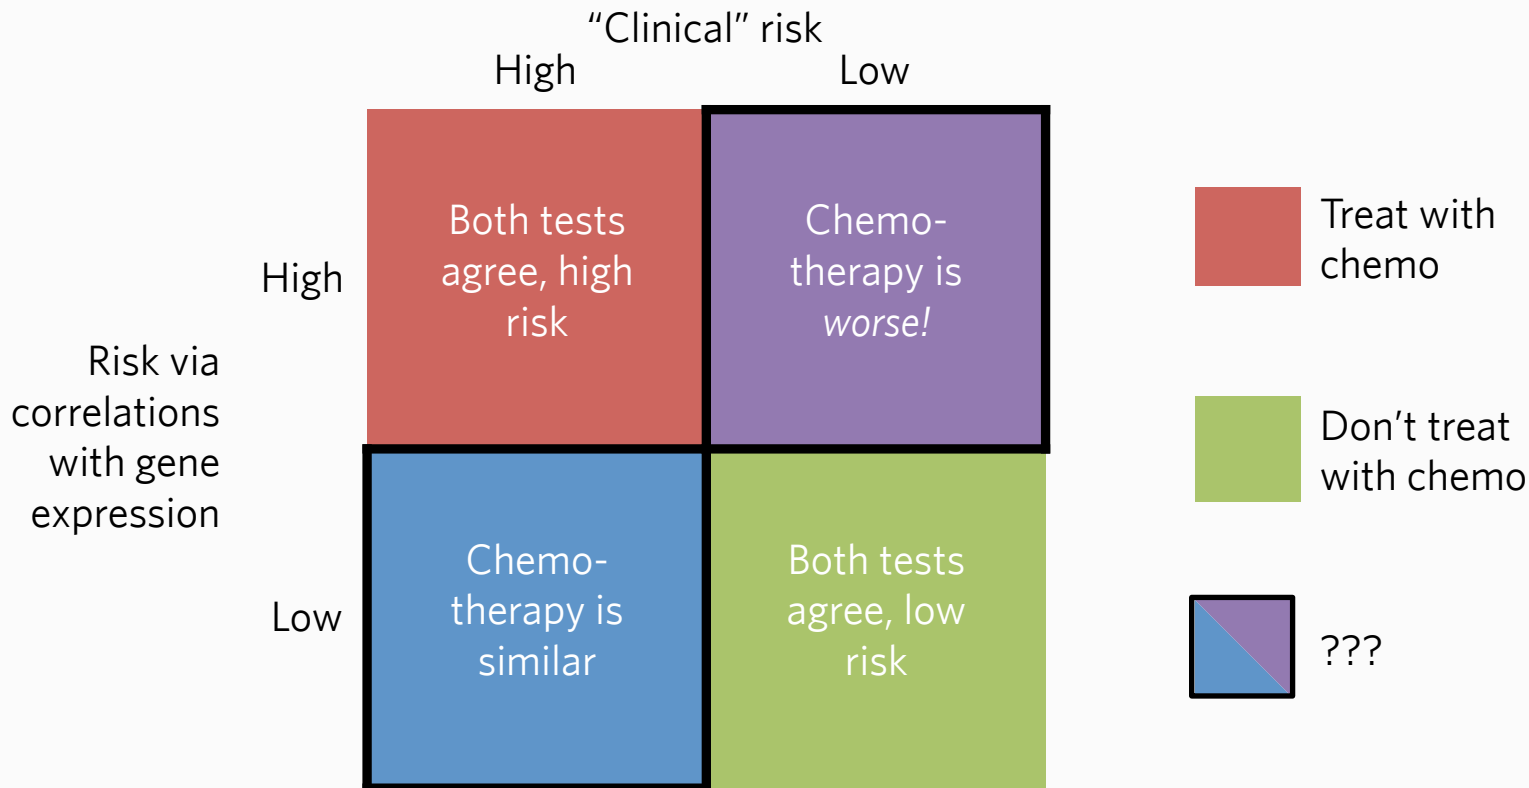 “Clinical” risk
High
Low
High
Low
Risk via
correlations
with gene
expression
Both tests
agree, high
risk
Chemo-
therapy is
worse!
Chemo-
therapy is
similar
Both tests
agree, low
risk
Treat with
chemo
Don’t treat
with chemo
???